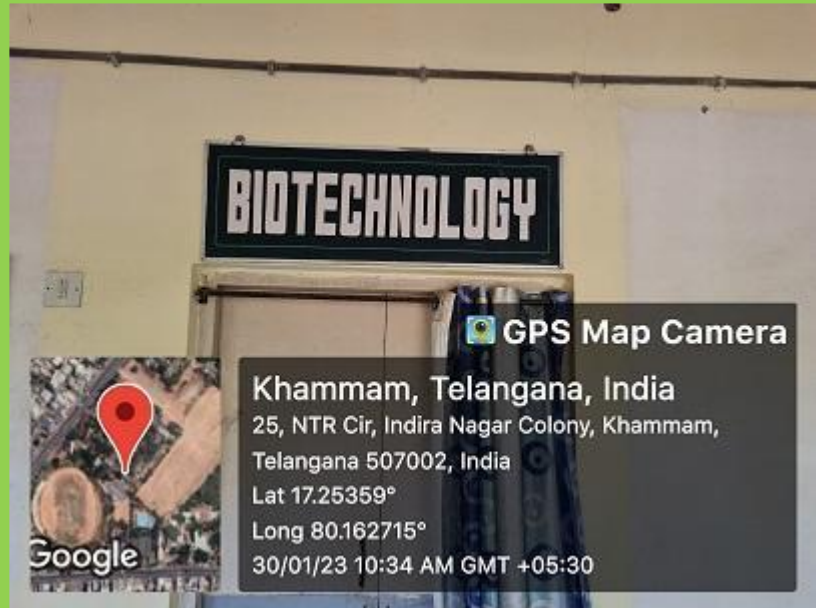 BIOTECHNOLOGY
GPS Map Camera
Khammam, Telangana, India
25, NTR Cir, Indira Nagar Colony, Khammam,
Telangana 507002, India
Lat 17.25359°
Long 80.162715°
30/01/23 10:34 AM GMT +05:30
Google